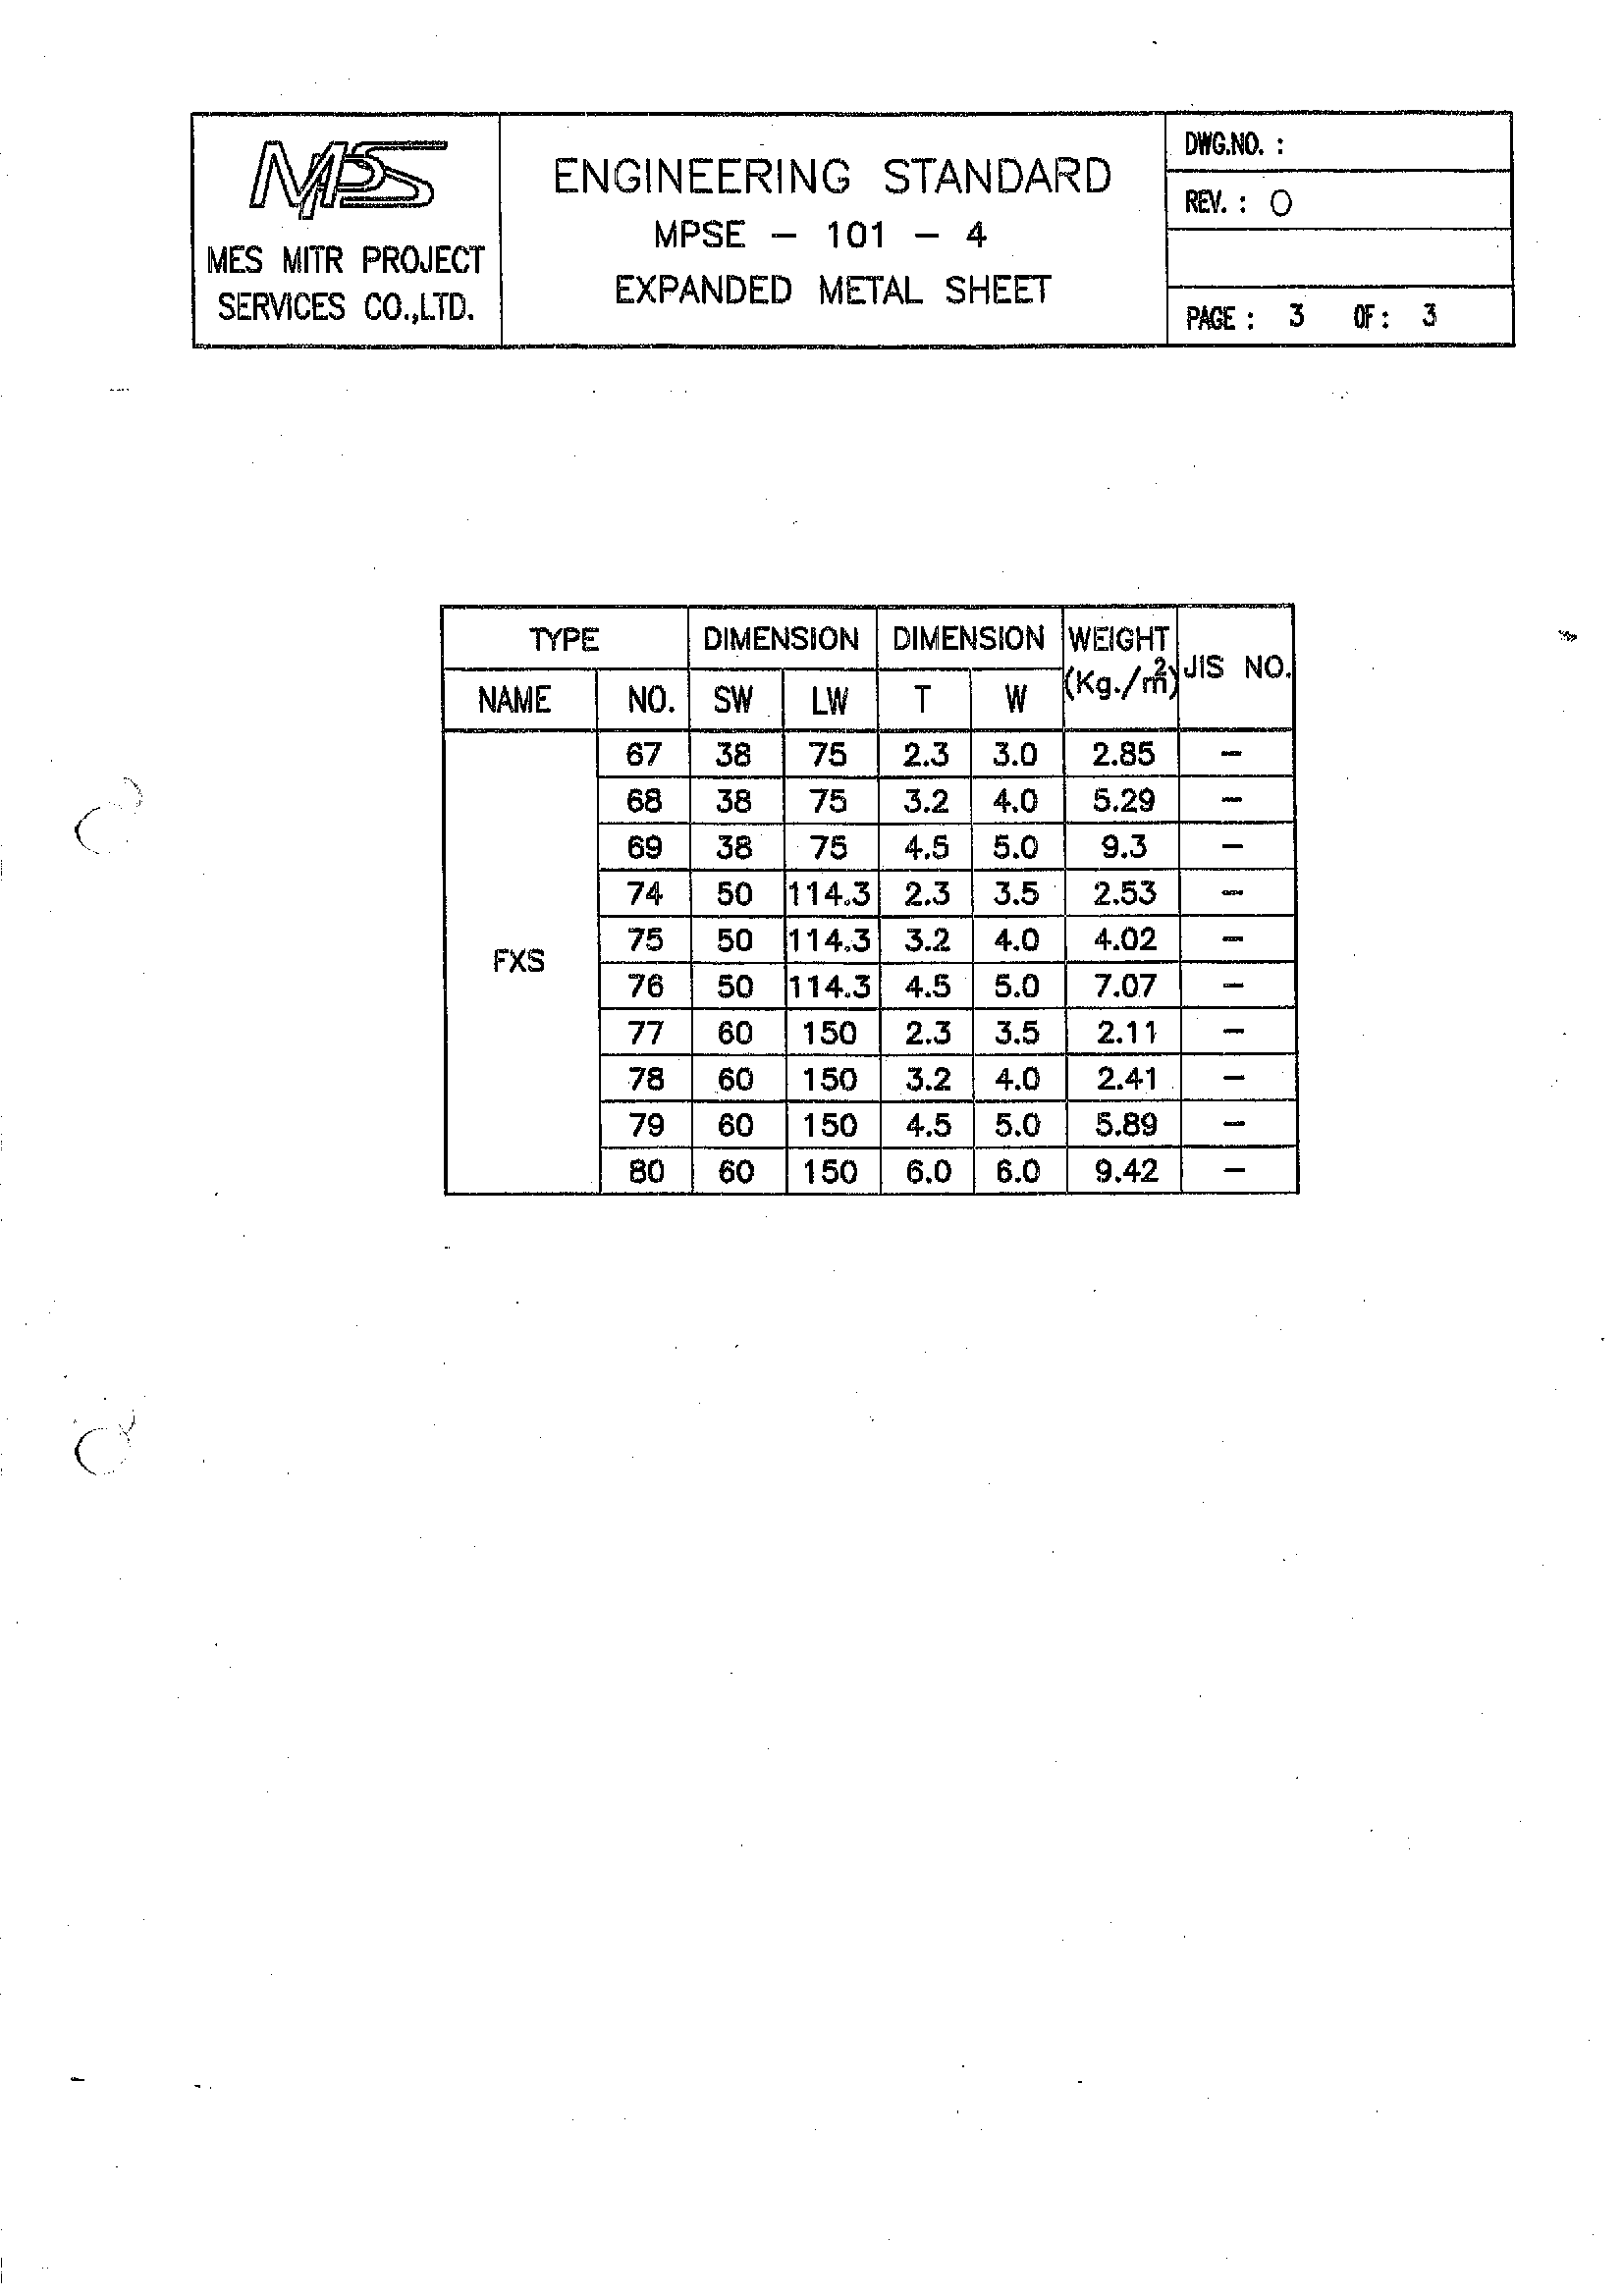 MPS
MES MITR PROJECT
SERVICES CO.,LTD.
ENGINEERING STANDARD
MPSE - 101 - 4
EXPANDED METAL SHEET
DWG.NO. :
REV. : 0
PAGE : 3 OF : 3
TYPE DIMENSION DIMENSION WEIGHT (Kg./m²) JIS NO.
NAME NO. SW LW T W
FXS
67 38 75 2.3 3.0 2.85 -
68 38 75 3.2 4.0 5.29 -
69 38 75 4.5 5.0 9.3 -
74 50 114.3 2.3 3.5 2.53 -
75 50 114.3 3.2 4.0 4.02 -
76 50 114.3 4.5 5.0 7.07 -
77 60 150 2.3 3.5 2.11 -
78 60 150 3.2 4.0 2.41 -
79 60 150 4.5 5.0 5.89 -
80 60 150 6.0 6.0 9.42 -